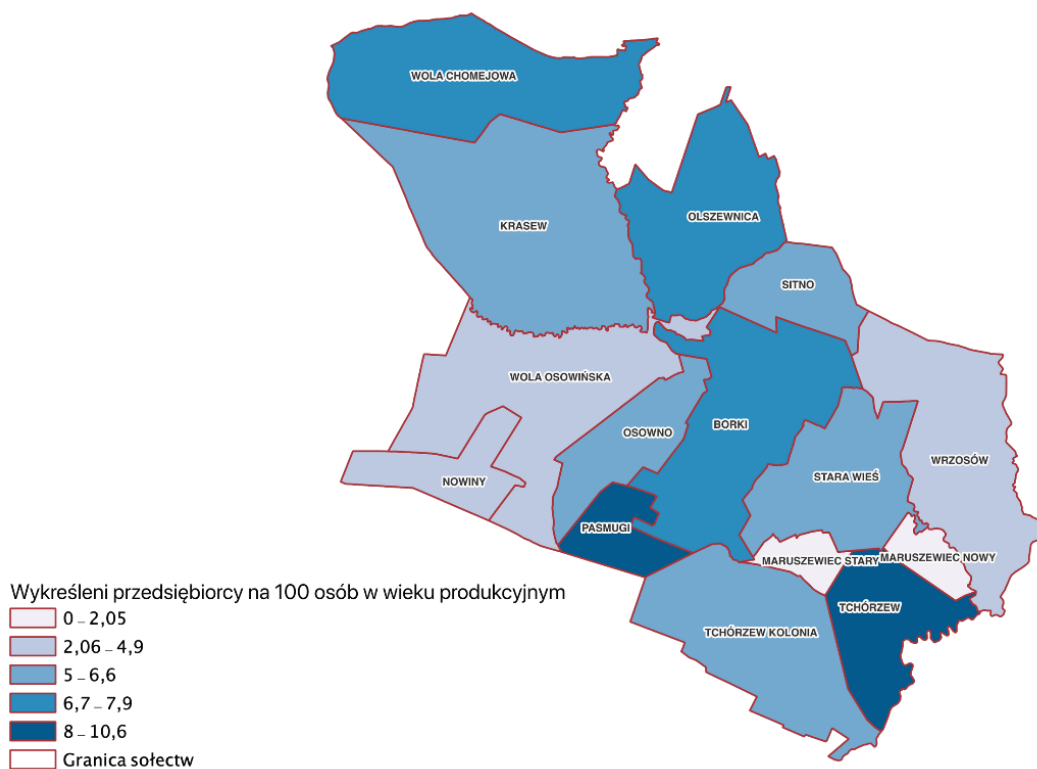 WOLA CHOMEJOWA
OLSZEWNICA
KRASEW
SITNO
WOLA OSOWIŃSKA
BORKI
OSOWNO
WRZOSÓW
STARA WIEŚ
NOWINY
PASMUGI
MARUSZEWIEC STARY
MARUSZEWIEC NOWY
TCHÓRZEW
TCHÓRZEW KOLONIA
Wykreśleni przedsiębiorcy na 100 osób w wieku produkcyjnym
0 – 2,05
2,06 – 4,9
5 – 6,6
6,7 – 7,9
8 – 10,6
Granica sołectw